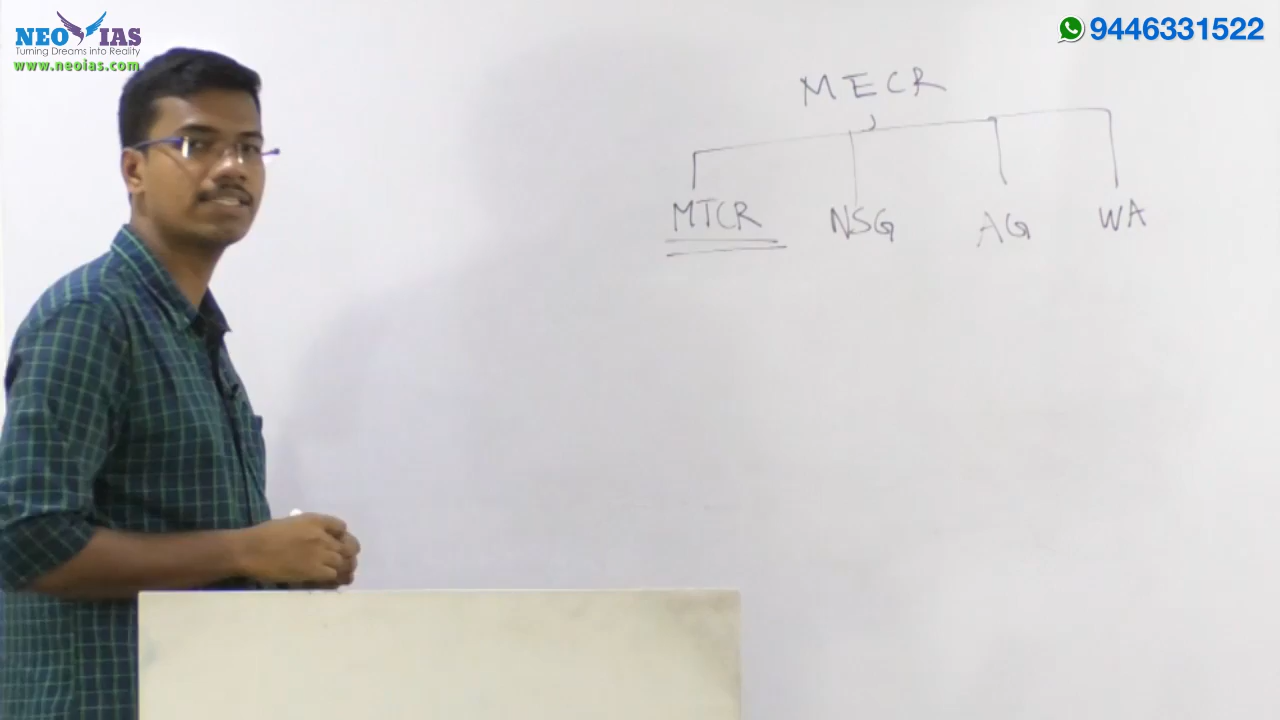 NEO IAS
Turning Dreams into Reality
www.neoias.com
9446331522
MECR
MTCR NSG AG WA